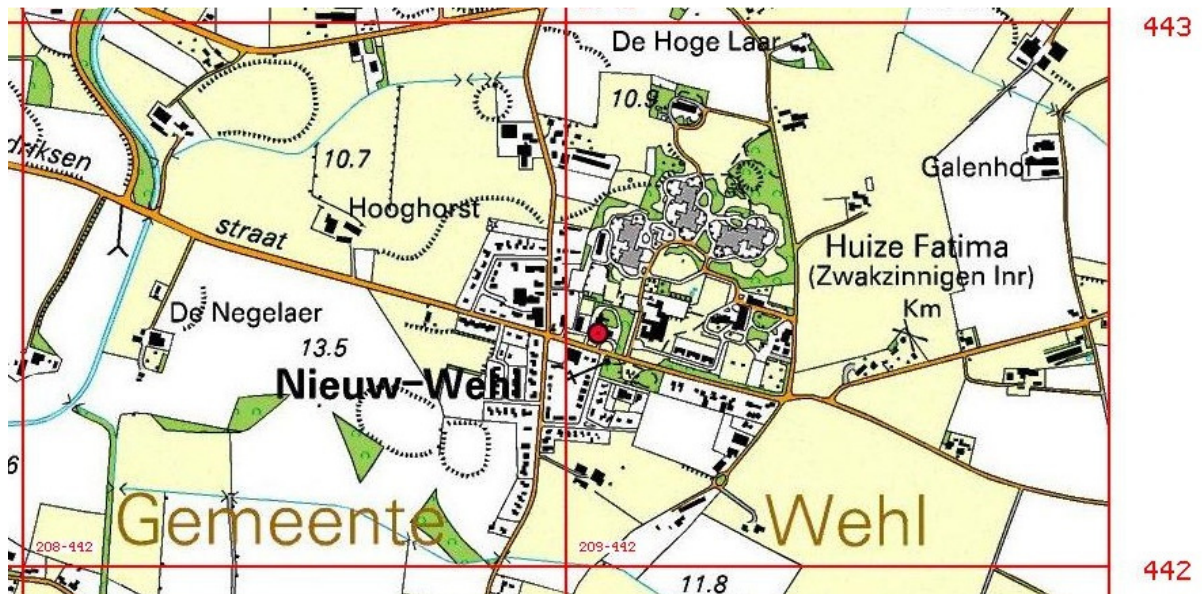 443
De Hoge Laar
10.9
driksen
10.7
Galenhof
Hooghorst
straat
Huize Fatima
(Zwakzinnigen Inr)
Km
De Negelaer
13.5
Nieuw-Wehl
6
Gemeente Wehl
208-442
209-442
442
11.8